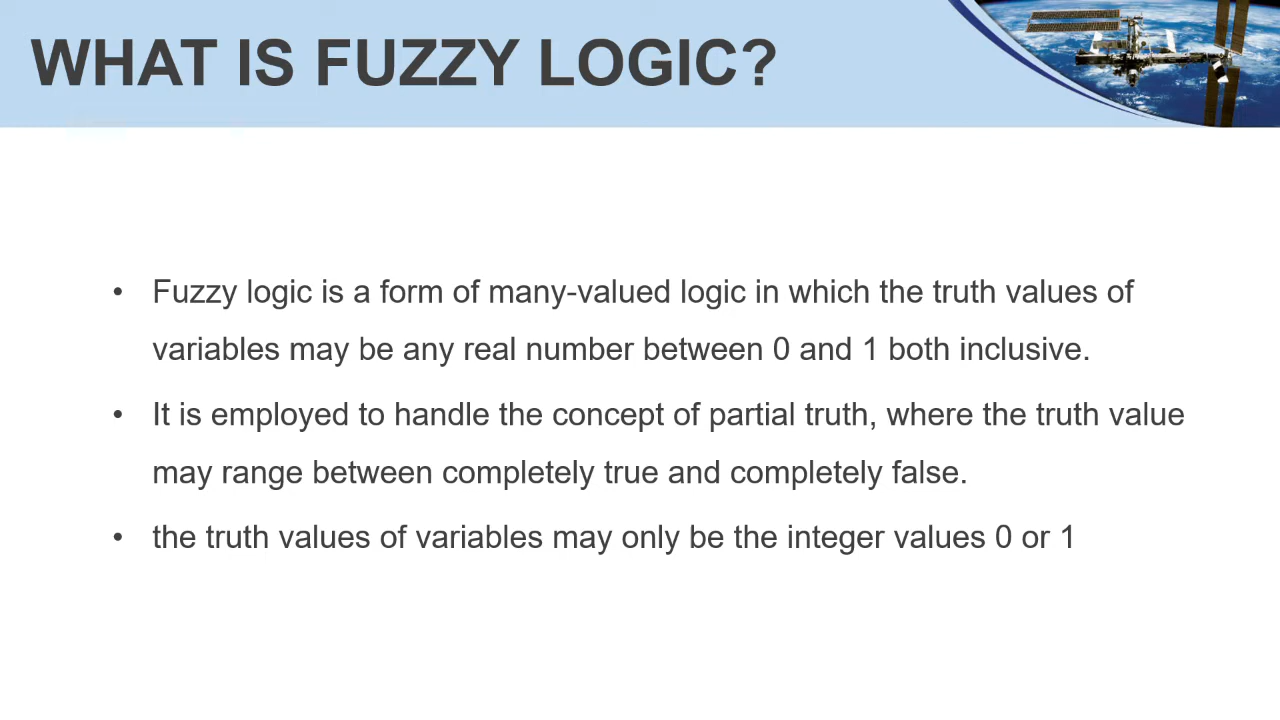 WHAT IS FUZZY LOGIC?
• Fuzzy logic is a form of many-valued logic in which the truth values of
variables may be any real number between 0 and 1 both inclusive.
• It is employed to handle the concept of partial truth, where the truth value
may range between completely true and completely false.
• the truth values of variables may only be the integer values 0 or 1